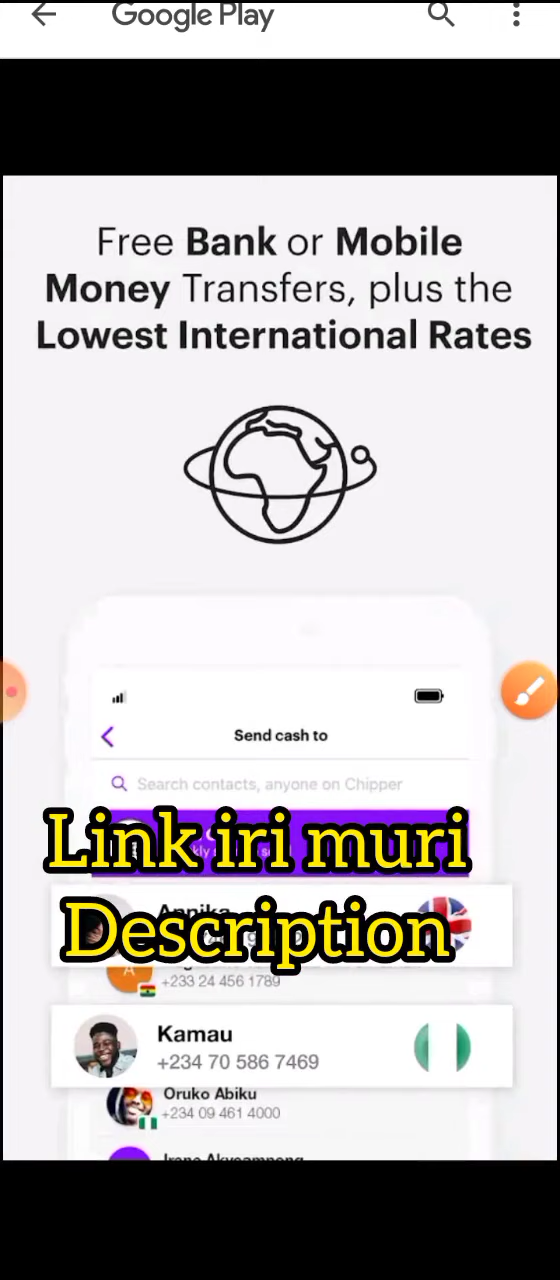 Google Play
Free Bank or Mobile
Money Transfers, plus the
Lowest International Rates
Send cash to
Search contacts, anyone on Chipper
Link iri muri
Description
Annika
+233 24 456 1789
Kamau
+234 70 586 7469
Oruko Abiku
+234 09 461 4000